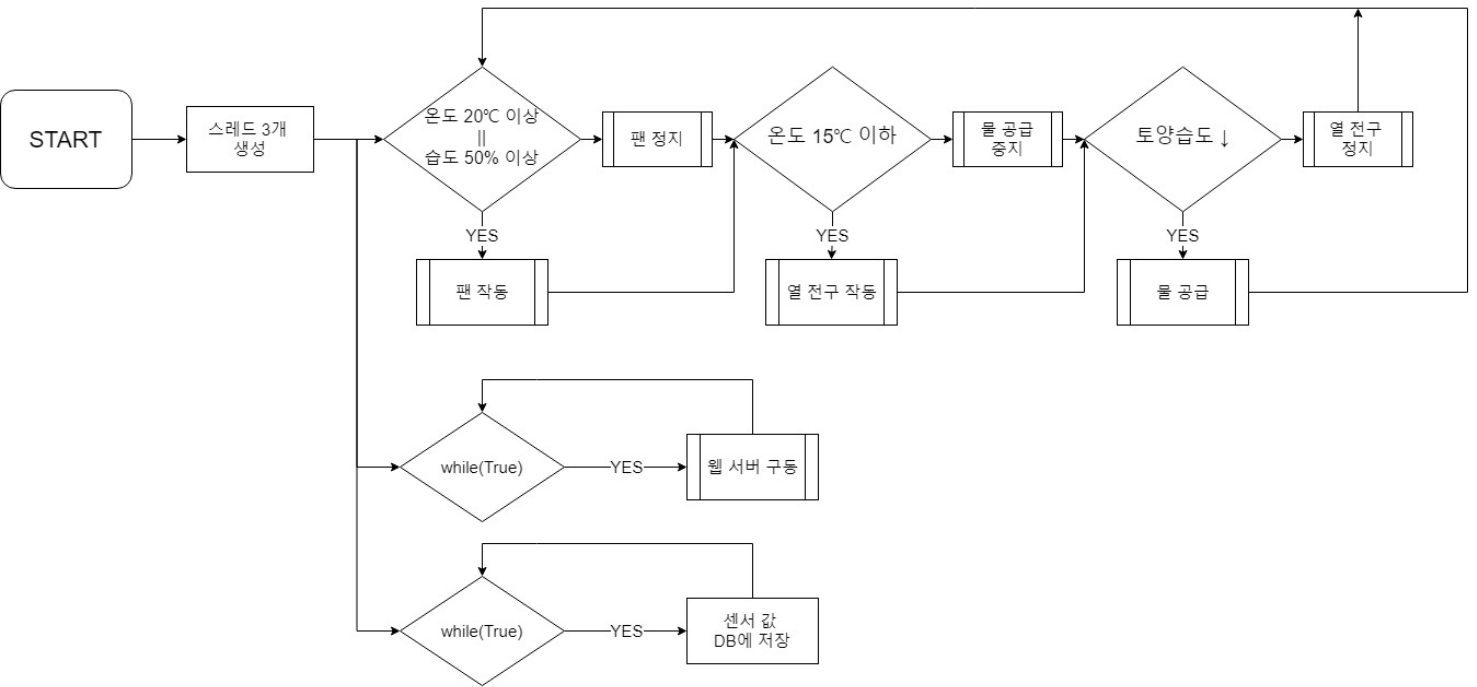 START
스레드 3개
생성
온도 20℃ 이상
||
습도 50% 이상
팬 정지
온도 15℃ 이하
물 공급
중지
토양습도 ↓
열 전구
정지
YES
YES
YES
팬 작동
열 전구 작동
물 공급
while(True)
YES
웹 서버 구동
while(True)
YES
센서 값
DB에 저장